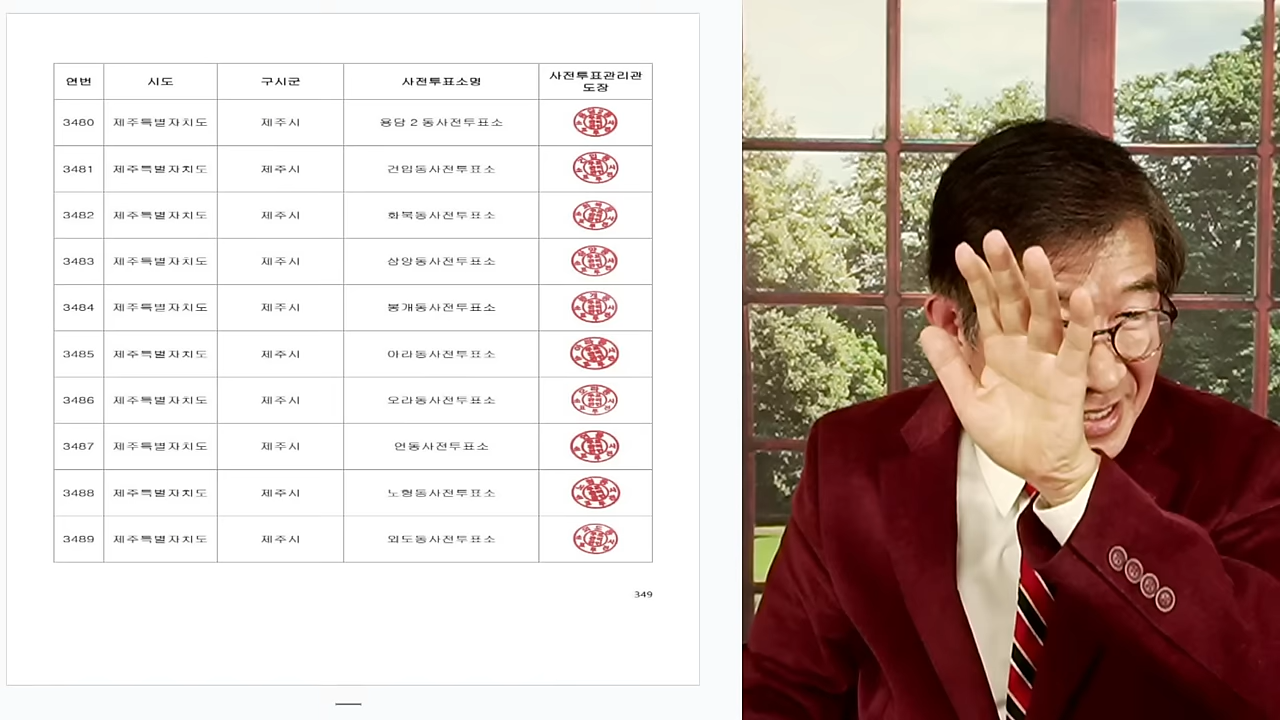 연번 시도 구시군 사전투표소명 사전투표관리관
도장
3480 제주특별자치도 제주시 용담 2 동사전투표소
3481 제주특별자치도 제주시 건입동사전투표소
3482 제주특별자치도 제주시 화북동사전투표소
3483 제주특별자치도 제주시 삼양동사전투표소
3484 제주특별자치도 제주시 봉개동사전투표소
3485 제주특별자치도 제주시 아라동사전투표소
3486 제주특별자치도 제주시 오라동사전투표소
3487 제주특별자치도 제주시 연동사전투표소
3488 제주특별자치도 제주시 노형동사전투표소
3489 제주특별자치도 제주시 외도동사전투표소
349